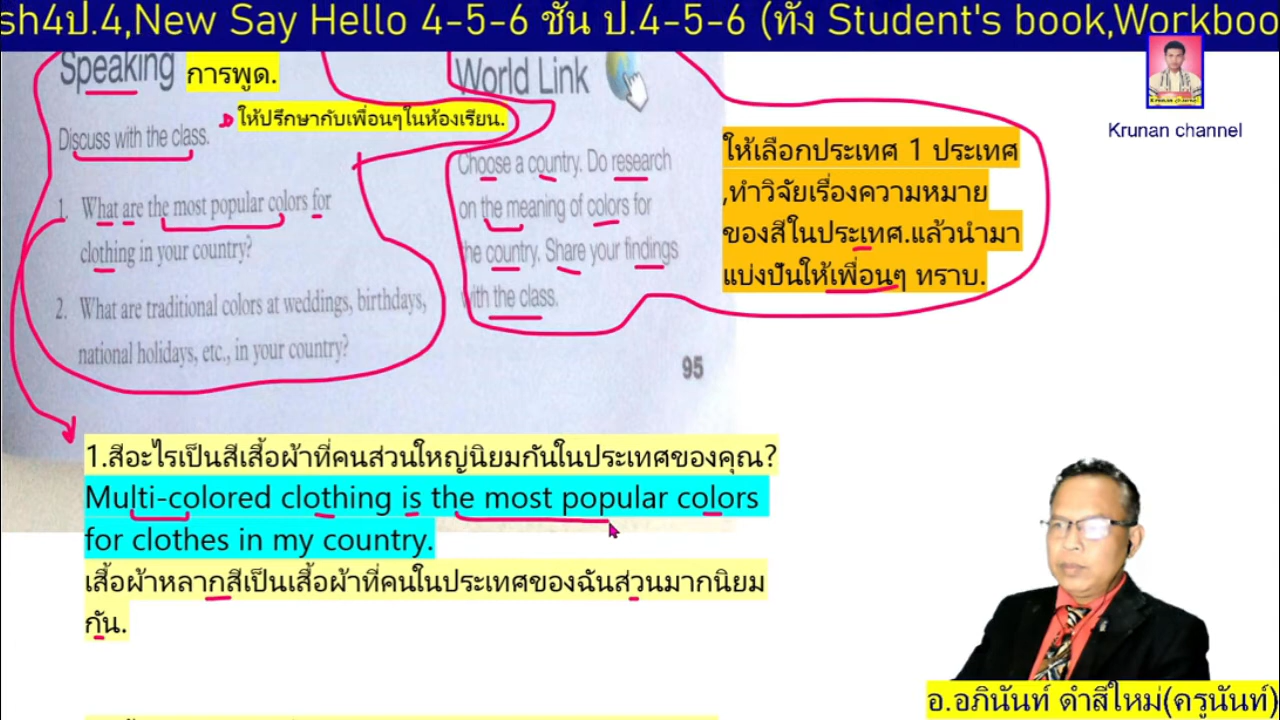 sh4ป.4,New Say Hello 4-5-6 ชั้น ป.4-5-6 (ทั้ง Student's book,Workboo
Krunan channel
Speaking การพูด.
Discuss with the class. ให้ปรึกษากับเพื่อนๆในห้องเรียน.
1. What are the most popular colors for
clothing in your country?
2. What are traditional colors at weddings, birthdays,
national holidays, etc., in your country?
World Link
Choose a country. Do research
on the meaning of colors for
the country. Share your findings
with the class.
95
ให้เลือกประเทศ 1 ประเทศ
,ทำวิจัยเรื่องความหมาย
ของสีในประเทศ.แล้วนำมา
แบ่งปันให้เพื่อนๆ ทราบ.
1.สีอะไรเป็นสีเสื้อผ้าที่คนส่วนใหญ่นิยมกันในประเทศของคุณ?
Multi-colored clothing is the most popular colors
for clothes in my country.
เสื้อผ้าหลากสีเป็นเสื้อผ้าที่คนในประเทศของฉันส่วนมากนิยม
กัน.
อ.อภินันท์ ดำสีใหม่(ครูนันท์)